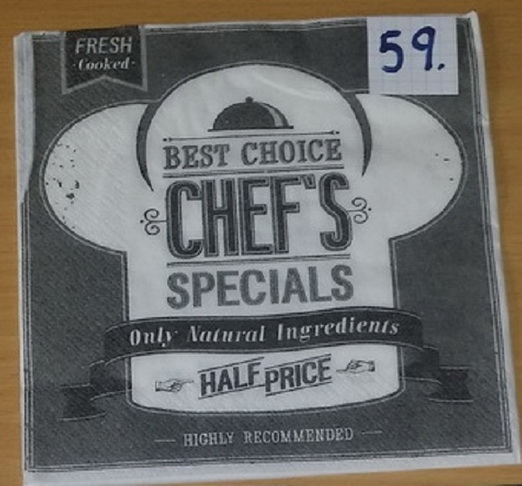 FRESH
Cooked
59.
BEST CHOICE
CHEF'S
SPECIALS
Only Natural Ingredients
HALF PRICE
HIGHLY RECOMMENDED